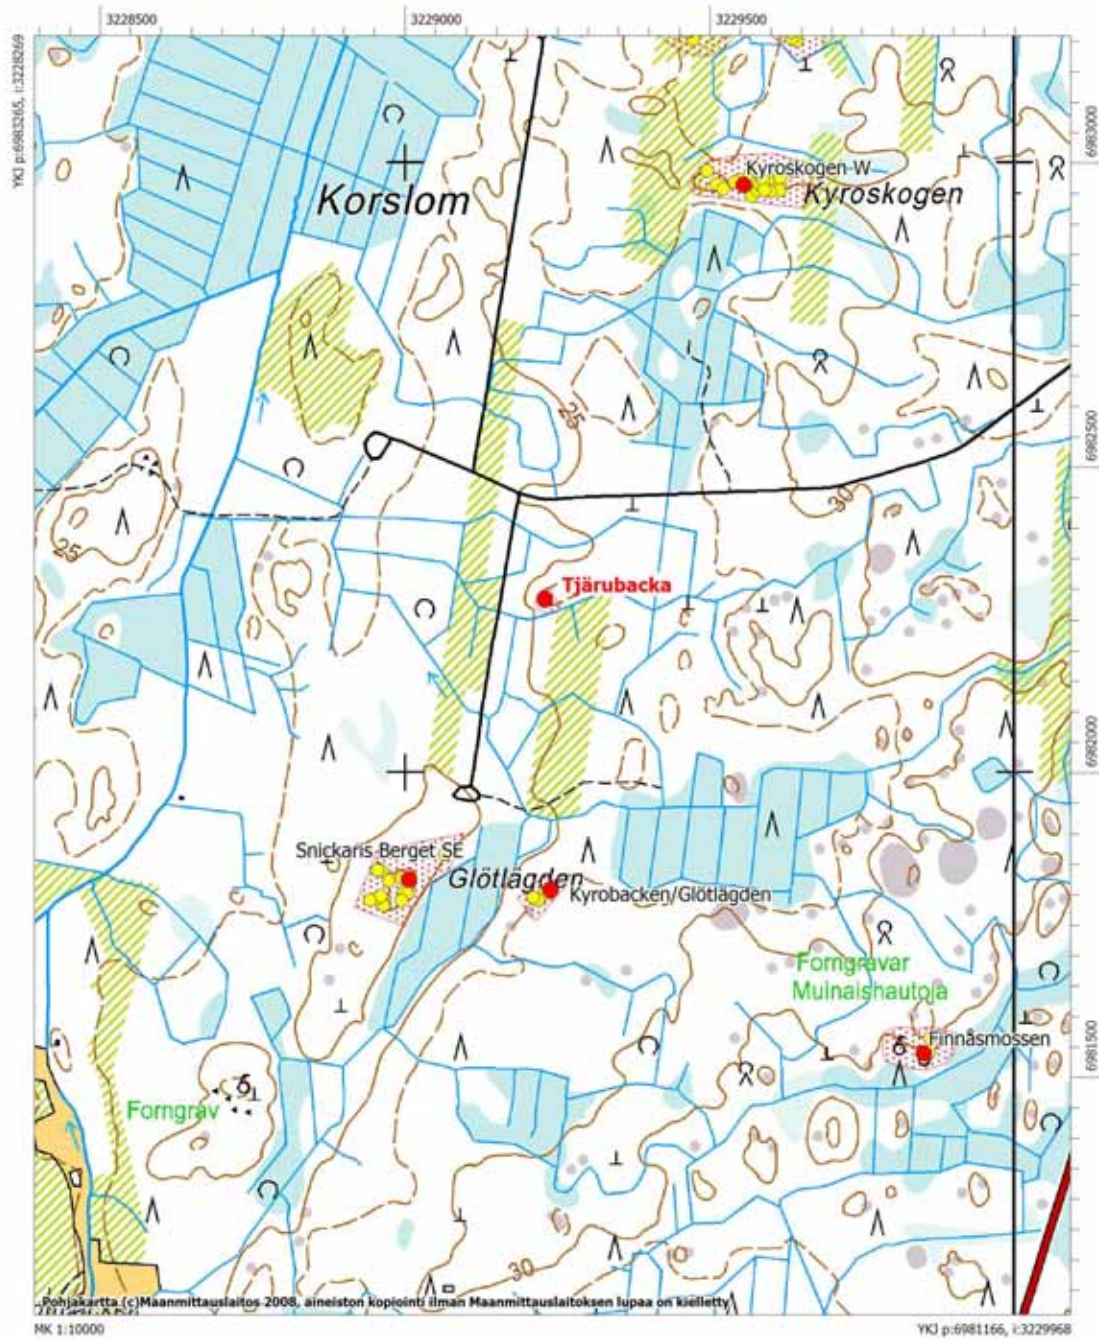 3228500
3229000
3229500
YKJ p:6983265, i:3228269
6983000
Kyroskogen W
Korslom
Kyroskogen
25
6982500
30
25
Tjärubacka
6982000
Snickaris Berget SE
Glötlägden
Kyrobacken/Glötlägden
Forngravar
Muinaishautoja
Finnåsmossen
6981500
Forngrav
30
Pohjakartta (c)Maanmittauslaitos 2008, aineiston kopiointi ilman Maanmittauslaitoksen lupaa on kielletty
MK 1:10000
YKJ p:6981166, i:3229968